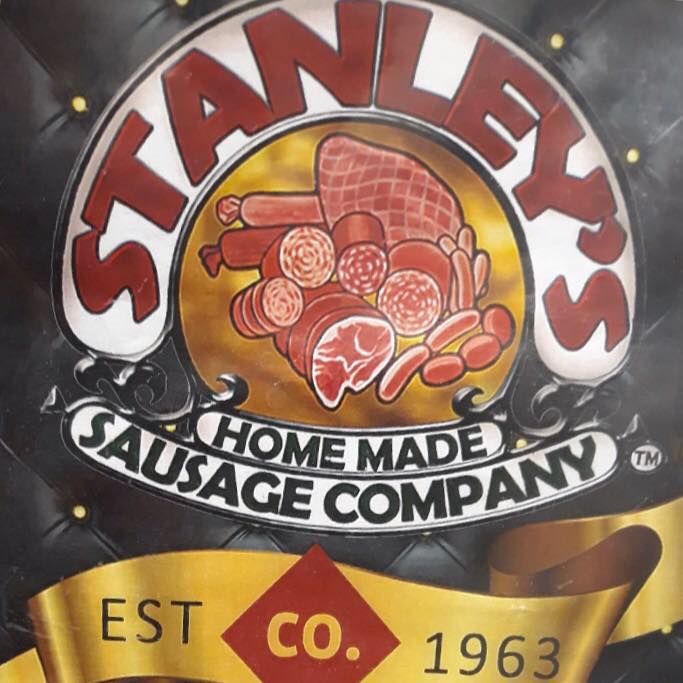 STANLEY'S
HOME MADE
SAUSAGE COMPANY
TM
EST CO. 1963